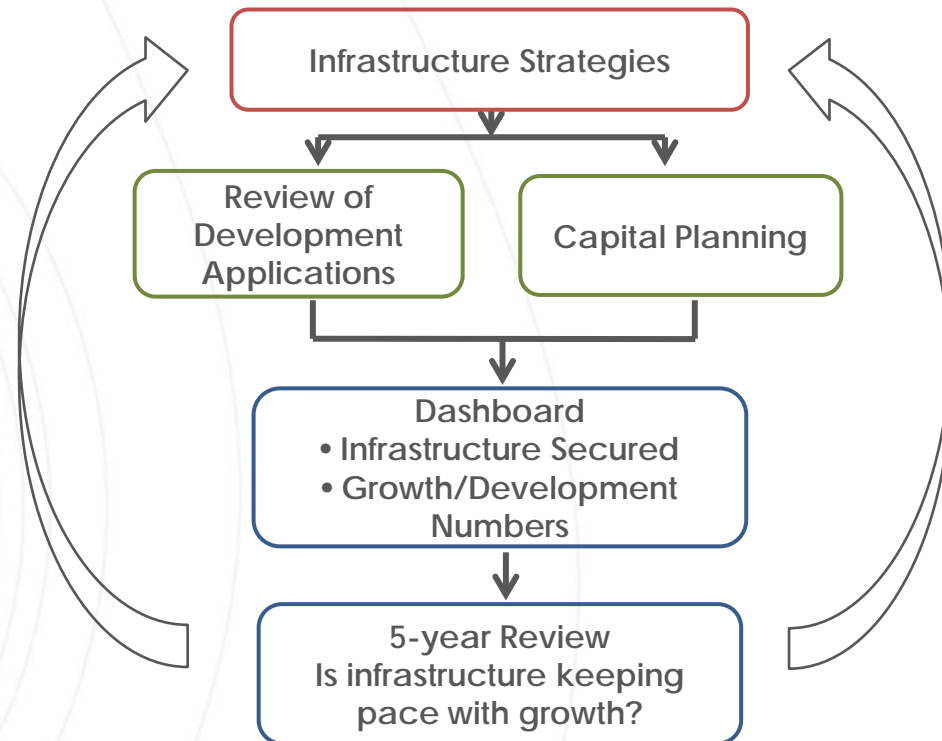 Infrastructure Strategies
Review of
Development
Applications
Capital Planning
Dashboard
• Infrastructure Secured
• Growth/Development
Numbers
5-year Review
Is infrastructure keeping
pace with growth?